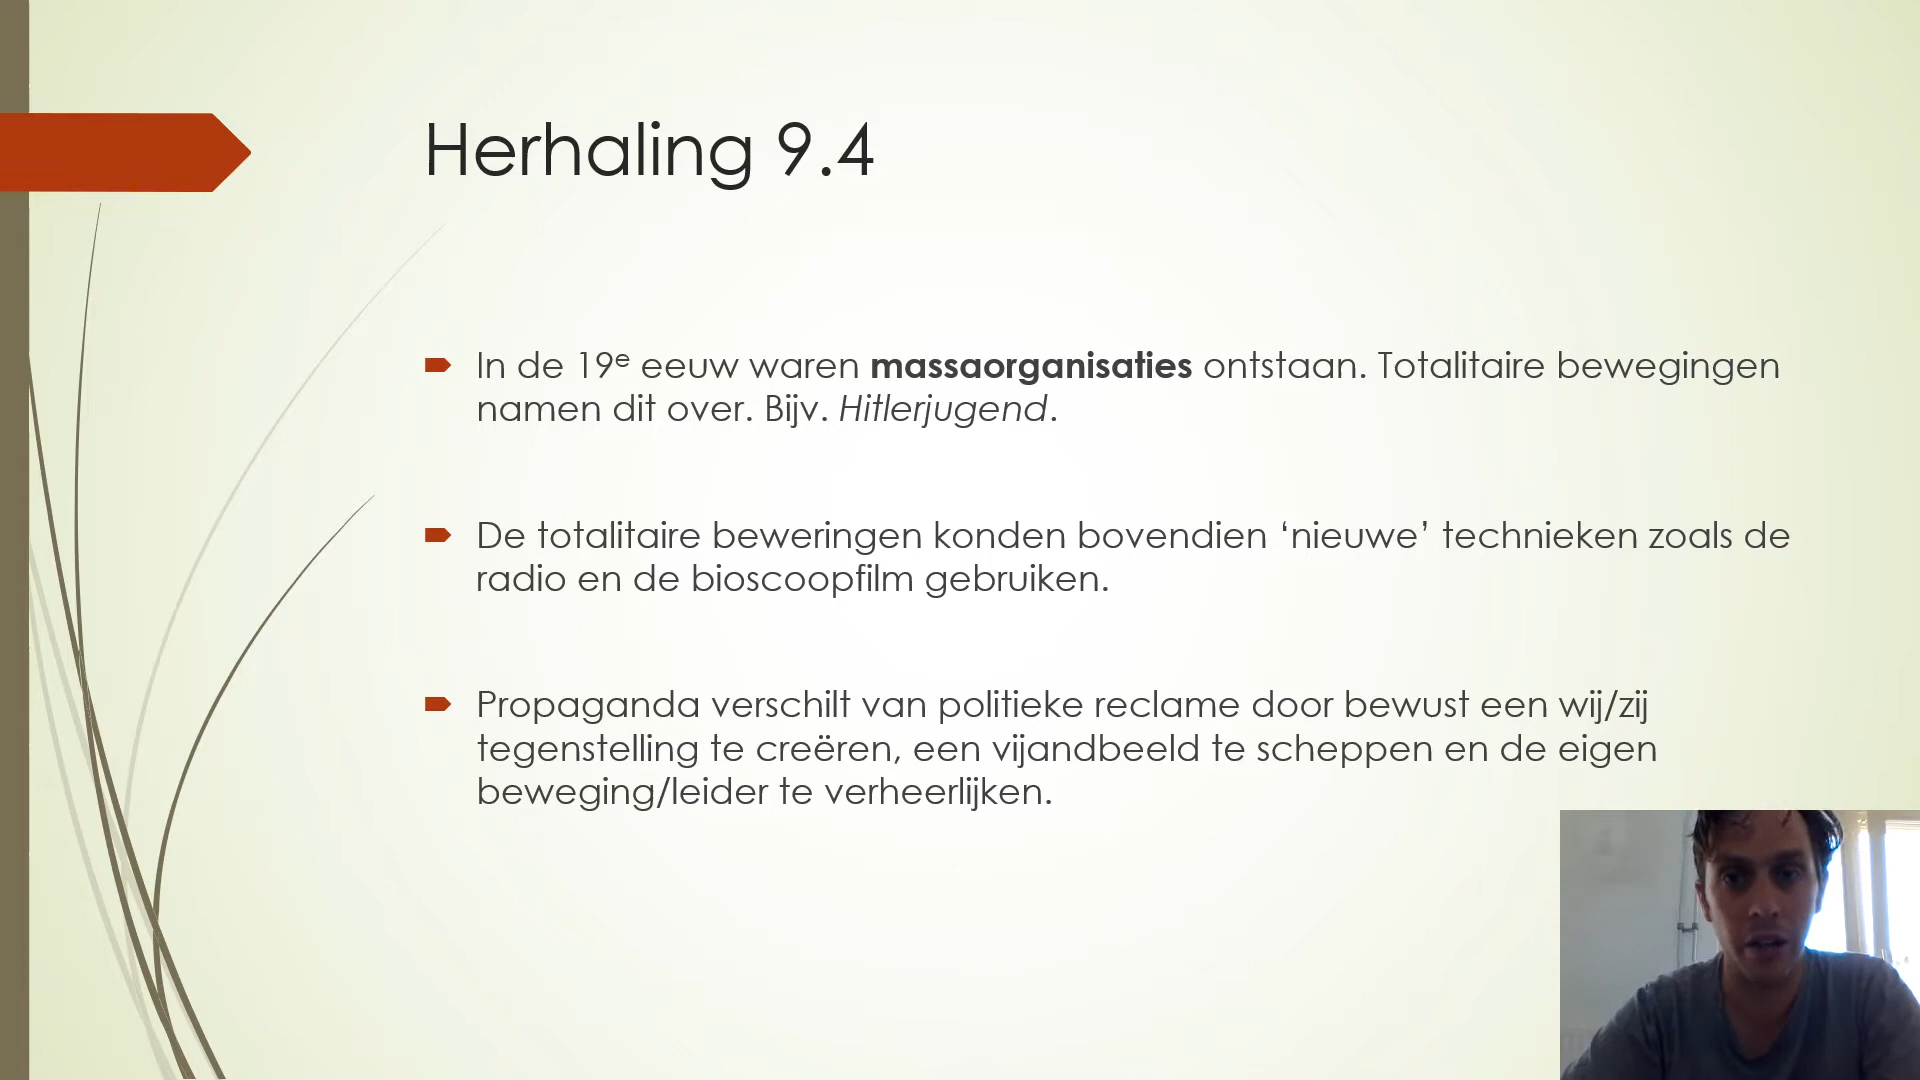 Herhaling 9.4
In de 19e eeuw waren massaorganisaties ontstaan. Totalitaire bewegingen
namen dit over. Bijv. Hitlerjugend.
De totalitaire beweringen konden bovendien ‘nieuwe’ technieken zoals de
radio en de bioscoopfilm gebruiken.
Propaganda verschilt van politieke reclame door bewust een wij/zij
tegenstelling te creëren, een vijandbeeld te scheppen en de eigen
beweging/leider te verheerlijken.